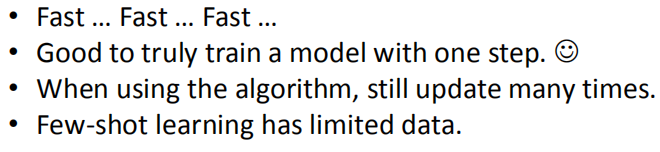 • Fast … Fast … Fast …
• Good to truly train a model with one step. ☺
• When using the algorithm, still update many times.
• Few-shot learning has limited data.